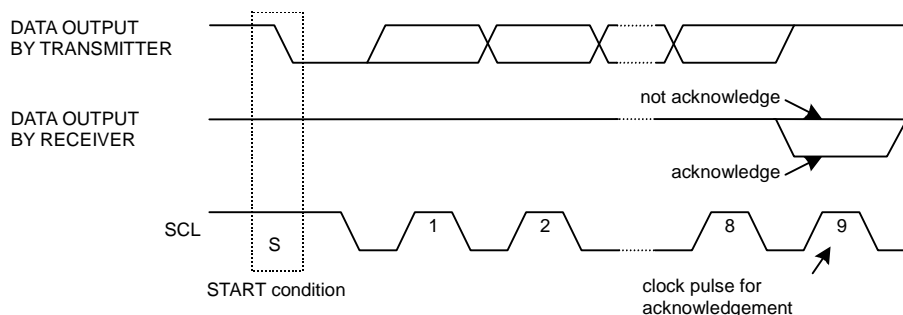 DATA OUTPUT
BY TRANSMITTER
not acknowledge
DATA OUTPUT
BY RECEIVER
acknowledge
SCL
1
2
8
9
S
START condition
clock pulse for
acknowledgement